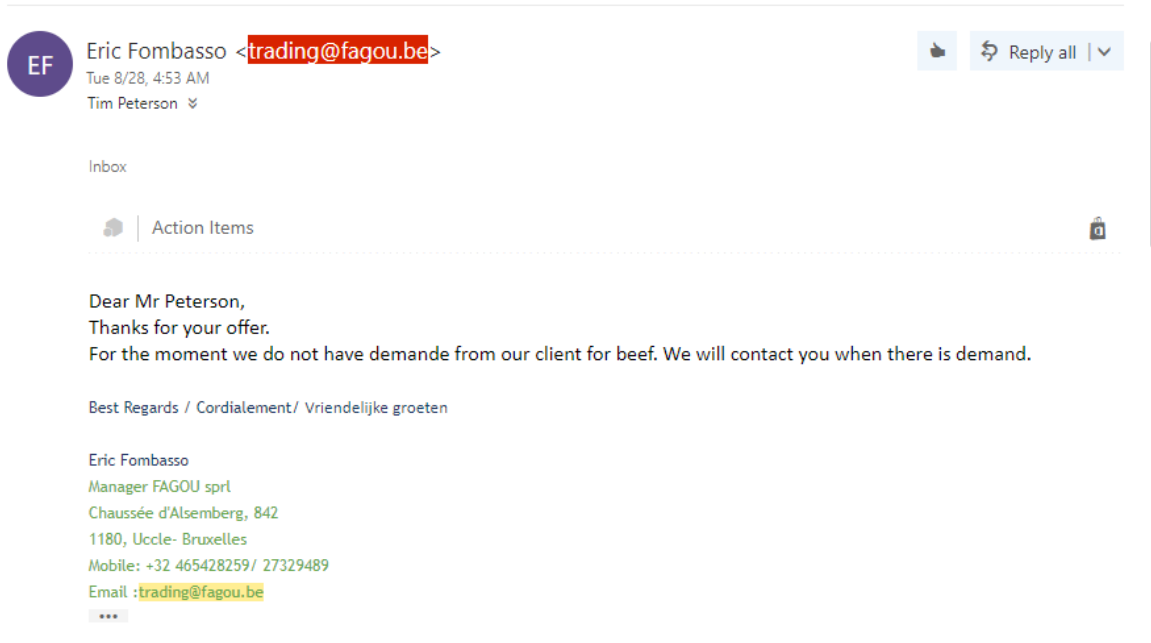 EF
Eric Fombasso <trading@fagou.be>
Reply all
Tue 8/28, 4:53 AM
Tim Peterson
Inbox
Action Items
Dear Mr Peterson,
Thanks for your offer.
For the moment we do not have demande from our client for beef. We will contact you when there is demand.
Best Regards / Cordialement/ Vriendelijke groeten
Eric Fombasso
Manager FAGOU sprl
Chaussée d'Alsemberg, 842
1180, Uccle- Bruxelles
Mobile: +32 465428259/ 27329489
Email :trading@fagou.be